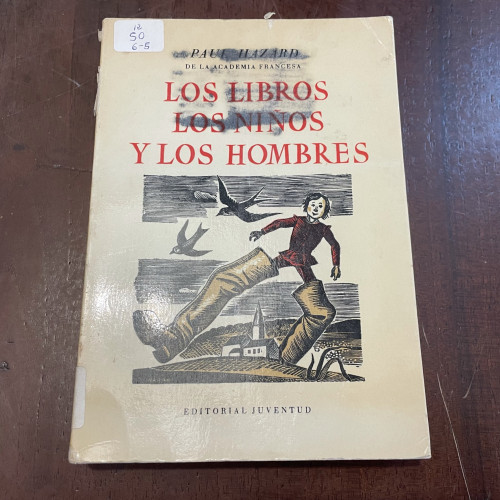 12
50
6-5
PAUL HAZARD
DE LA ACADEMIA FRANCESA
LOS LIBROS
LOS NIÑOS
Y LOS HOMBRES
EDITORIAL JUVENTUD